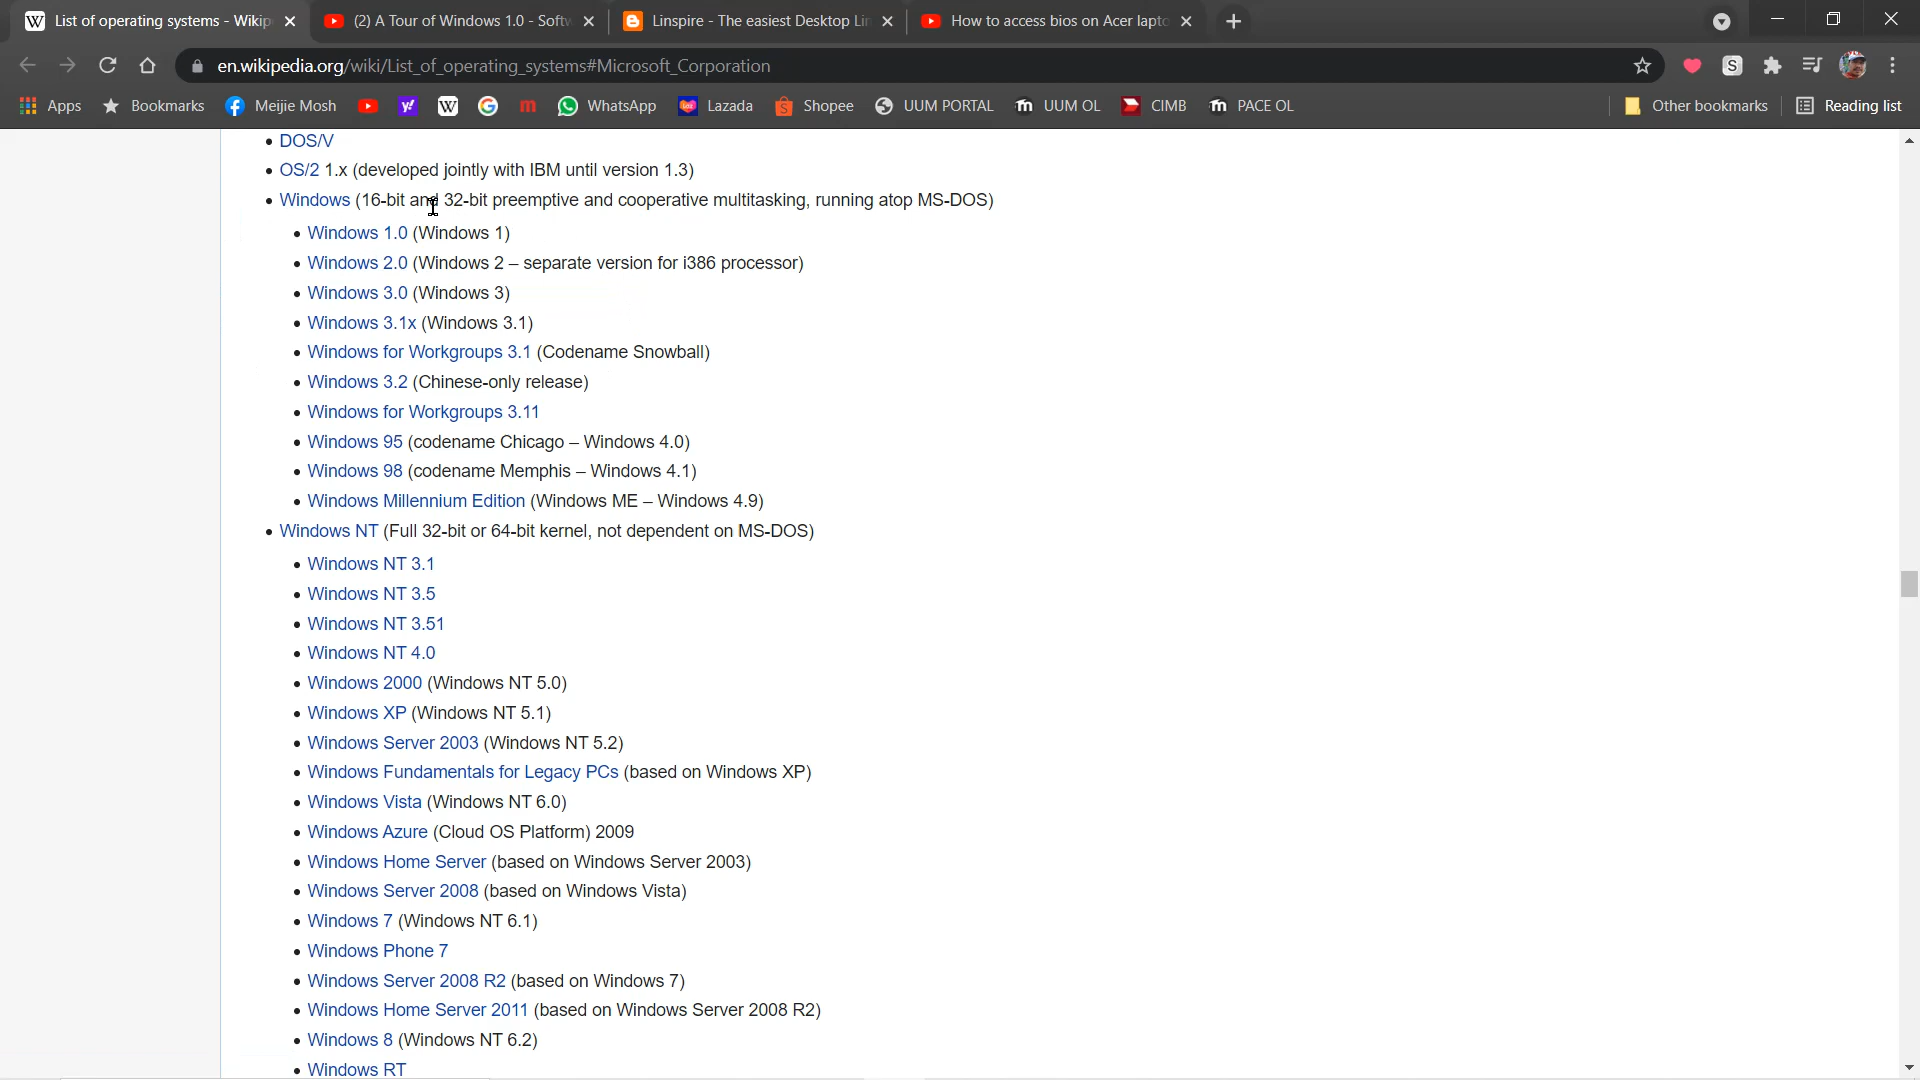 List of operating systems - Wikip
(2) A Tour of Windows 1.0 - Softw
Linspire - The easiest Desktop Lin
How to access bios on Acer lapto
en.wikipedia.org/wiki/List_of_operating_systems#Microsoft_Corporation
Apps
Bookmarks
Meijie Mosh
WhatsApp
Lazada
Shopee
UUM PORTAL
UUM OL
CIMB
PACE OL
Other bookmarks
Reading list
DOS/V
OS/2 1.x (developed jointly with IBM until version 1.3)
Windows (16-bit and 32-bit preemptive and cooperative multitasking, running atop MS-DOS)
Windows 1.0 (Windows 1)
Windows 2.0 (Windows 2 – separate version for i386 processor)
Windows 3.0 (Windows 3)
Windows 3.1x (Windows 3.1)
Windows for Workgroups 3.1 (Codename Snowball)
Windows 3.2 (Chinese-only release)
Windows for Workgroups 3.11
Windows 95 (codename Chicago – Windows 4.0)
Windows 98 (codename Memphis – Windows 4.1)
Windows Millennium Edition (Windows ME – Windows 4.9)
Windows NT (Full 32-bit or 64-bit kernel, not dependent on MS-DOS)
Windows NT 3.1
Windows NT 3.5
Windows NT 3.51
Windows NT 4.0
Windows 2000 (Windows NT 5.0)
Windows XP (Windows NT 5.1)
Windows Server 2003 (Windows NT 5.2)
Windows Fundamentals for Legacy PCs (based on Windows XP)
Windows Vista (Windows NT 6.0)
Windows Azure (Cloud OS Platform) 2009
Windows Home Server (based on Windows Server 2003)
Windows Server 2008 (based on Windows Vista)
Windows 7 (Windows NT 6.1)
Windows Phone 7
Windows Server 2008 R2 (based on Windows 7)
Windows Home Server 2011 (based on Windows Server 2008 R2)
Windows 8 (Windows NT 6.2)
Windows RT